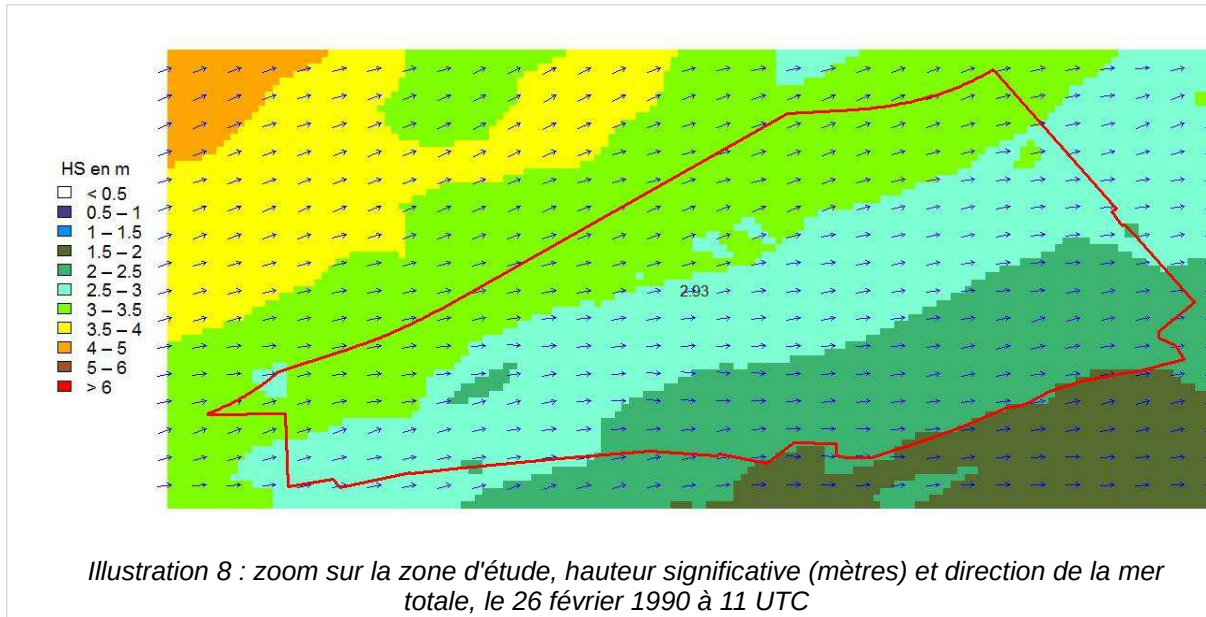 HS en m
< 0.5
0.5 – 1
1 – 1.5
1.5 – 2
2 – 2.5
2.5 – 3
3 – 3.5
3.5 – 4
4 – 5
5 – 6
> 6
2.93
Illustration 8 : zoom sur la zone d'étude, hauteur significative (mètres) et direction de la mer
totale, le 26 février 1990 à 11 UTC